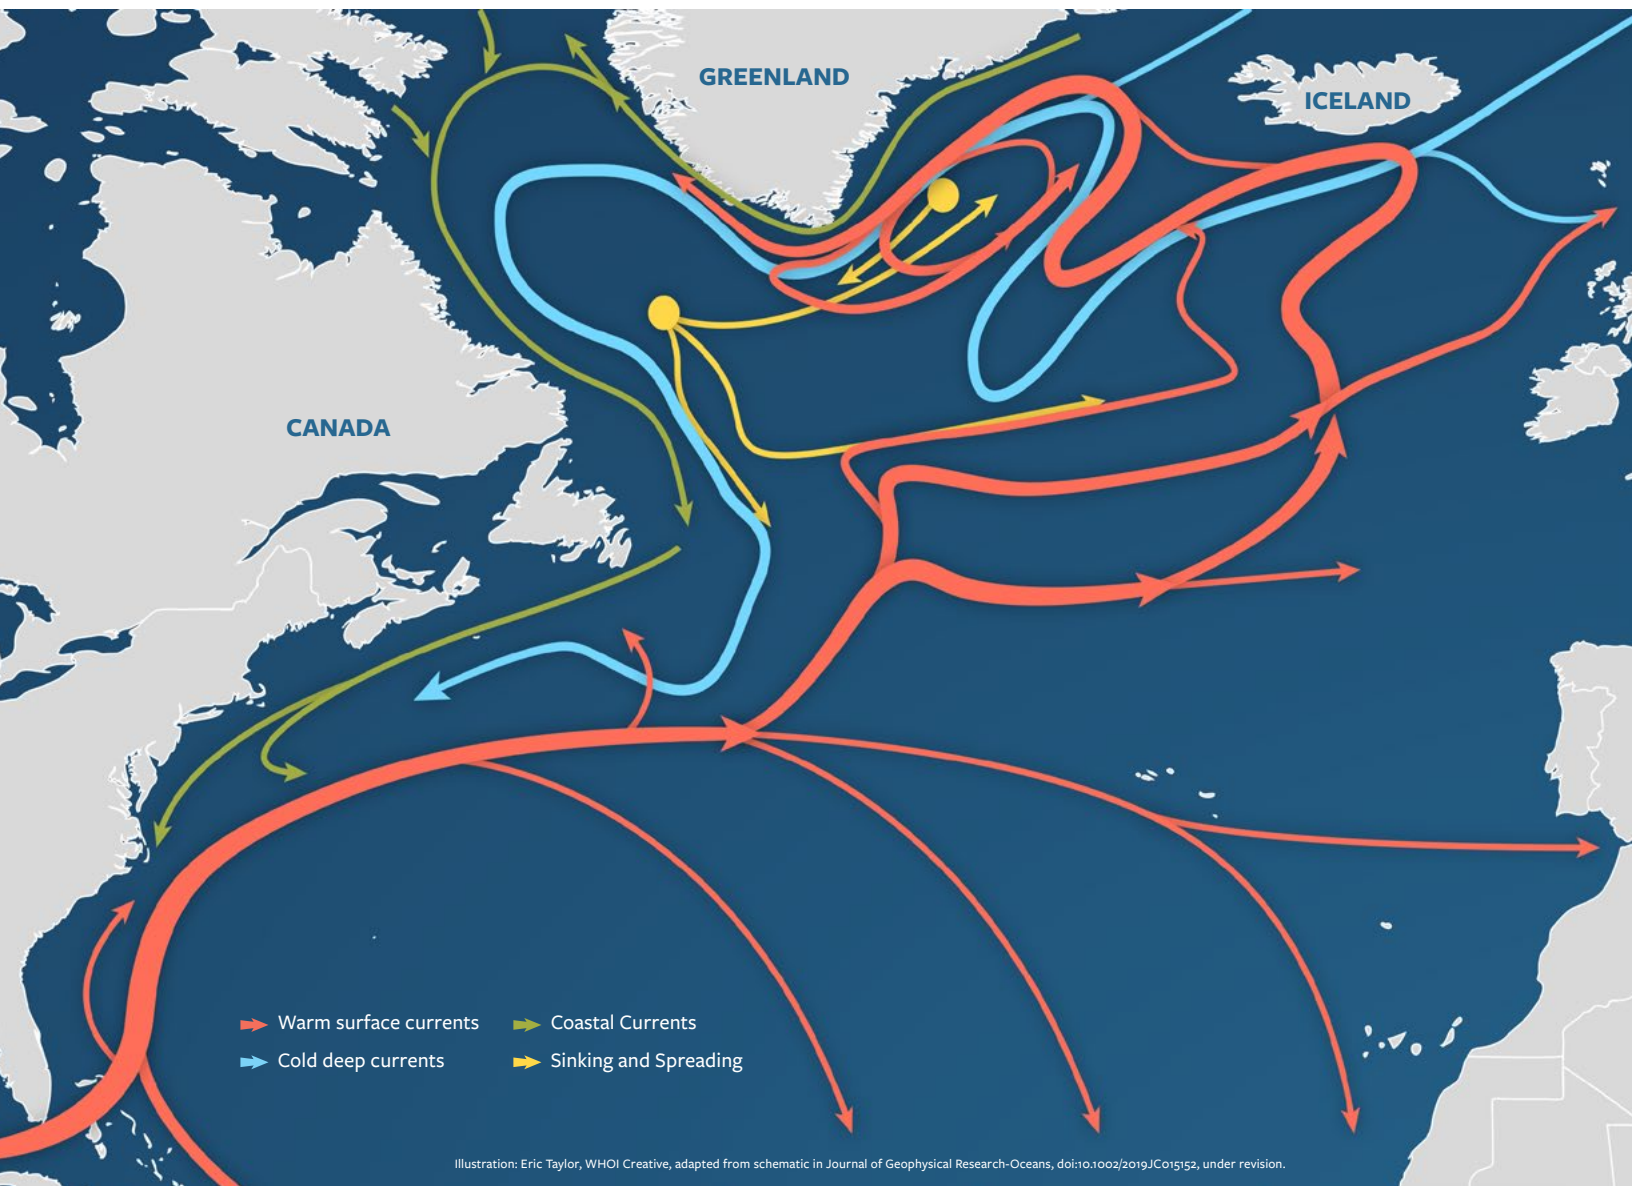 GREENLAND
ICELAND
CANADA
Warm surface currents
Coastal Currents
Cold deep currents
Sinking and Spreading
Illustration: Eric Taylor, WHOI Creative, adapted from schematic in Journal of Geophysical Research-Oceans, doi:10.1002/2019JC015152, under revision.